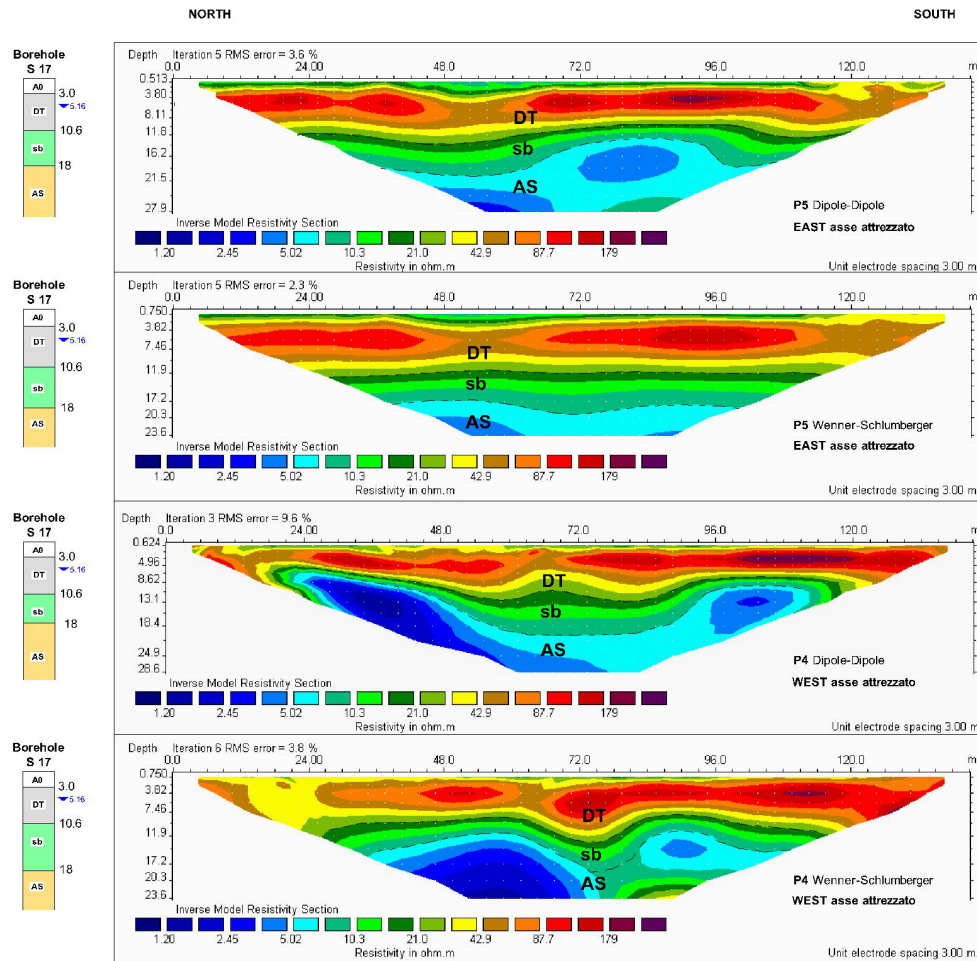 NORTH SOUTH
Borehole
S 17
A0
3.0
5.16
DT
10.6
sb
18
AS
Depth Iteration 5 RMS error = 3.6 %
0.0 24.00 48.0 72.0 96.0 120.0 m
0.513
3.80
8.11
11.8
16.2
21.5
27.9
DT
sb
AS
P5 Dipole-Dipole
EAST asse attrezzato
Inverse Model Resistivity Section
1.20 2.45 5.02 10.3 21.0 42.9 87.7 179
Resistivity in ohm.m
Unit electrode spacing 3.00 m
Borehole
S 17
A0
3.0
DT
5.16
10.6
sb
18
AS
Depth Iteration 5 RMS error = 2.3 %
0.0 24.00 48.0 72.0 96.0 120.0 m
0.750
3.82
7.46
11.9
17.2
20.3
23.6
DT
sb
AS
P5 Wenner-Schlumberger
EAST asse attrezzato
Inverse Model Resistivity Section
1.20 2.45 5.02 10.3 21.0 42.9 87.7 179
Resistivity in ohm.m
Unit electrode spacing 3.00 m
Borehole
S 17
A0
3.0
5.16
DT
10.6
sb
18
AS
Depth Iteration 3 RMS error = 9.6 %
0.0 24.00 48.0 72.0 96.0 120.0 m
0.624
4.96
8.62
13.1
18.4
24.9
28.6
DT
sb
AS
P4 Dipole-Dipole
WEST asse attrezzato
Inverse Model Resistivity Section
1.20 2.45 5.02 10.3 21.0 42.9 87.7 179
Resistivity in ohm.m
Unit electrode spacing 3.00 m
Borehole
S 17
A0
3.0
5.16
DT
10.6
sb
18
AS
Depth Iteration 6 RMS error = 3.8 %
0.0 24.00 48.0 72.0 96.0 120.0 m
0.750
3.82
7.46
11.9
17.2
20.3
23.6
DT
sb
AS
P4 Wenner-Schlumberger
WEST asse attrezzato
Inverse Model Resistivity Section
1.20 2.45 5.02 10.3 21.0 42.9 87.7 179
Resistivity in ohm.m
Unit electrode spacing 3.00 m